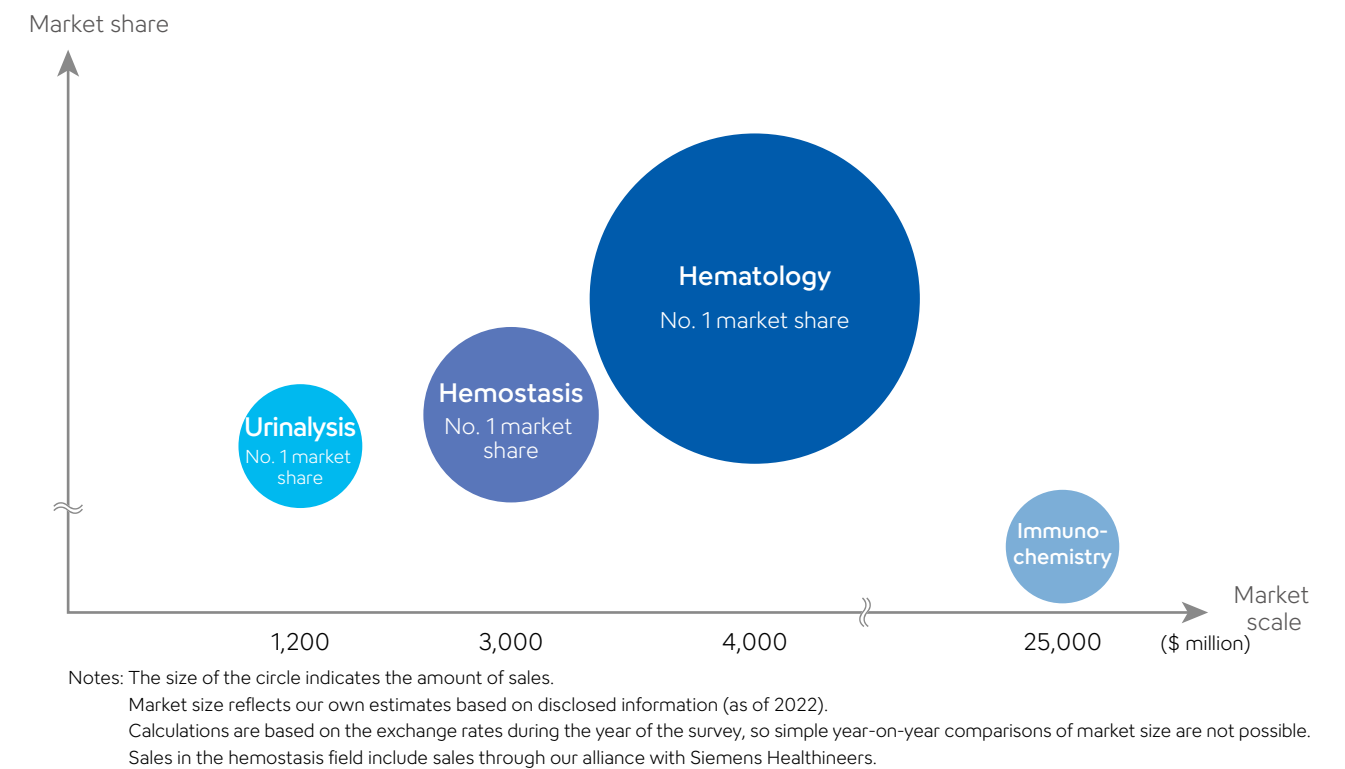 Market share
Hematology
No. 1 market share
Hemostasis
No. 1 market
share
Urinalysis
No. 1 market
share
Immuno-
chemistry
Market
scale
1,200
3,000
4,000
25,000
($ million)
Notes: The size of the circle indicates the amount of sales.
Market size reflects our own estimates based on disclosed information (as of 2022).
Calculations are based on the exchange rates during the year of the survey, so simple year-on-year comparisons of market size are not possible.
Sales in the hemostasis field include sales through our alliance with Siemens Healthineers.